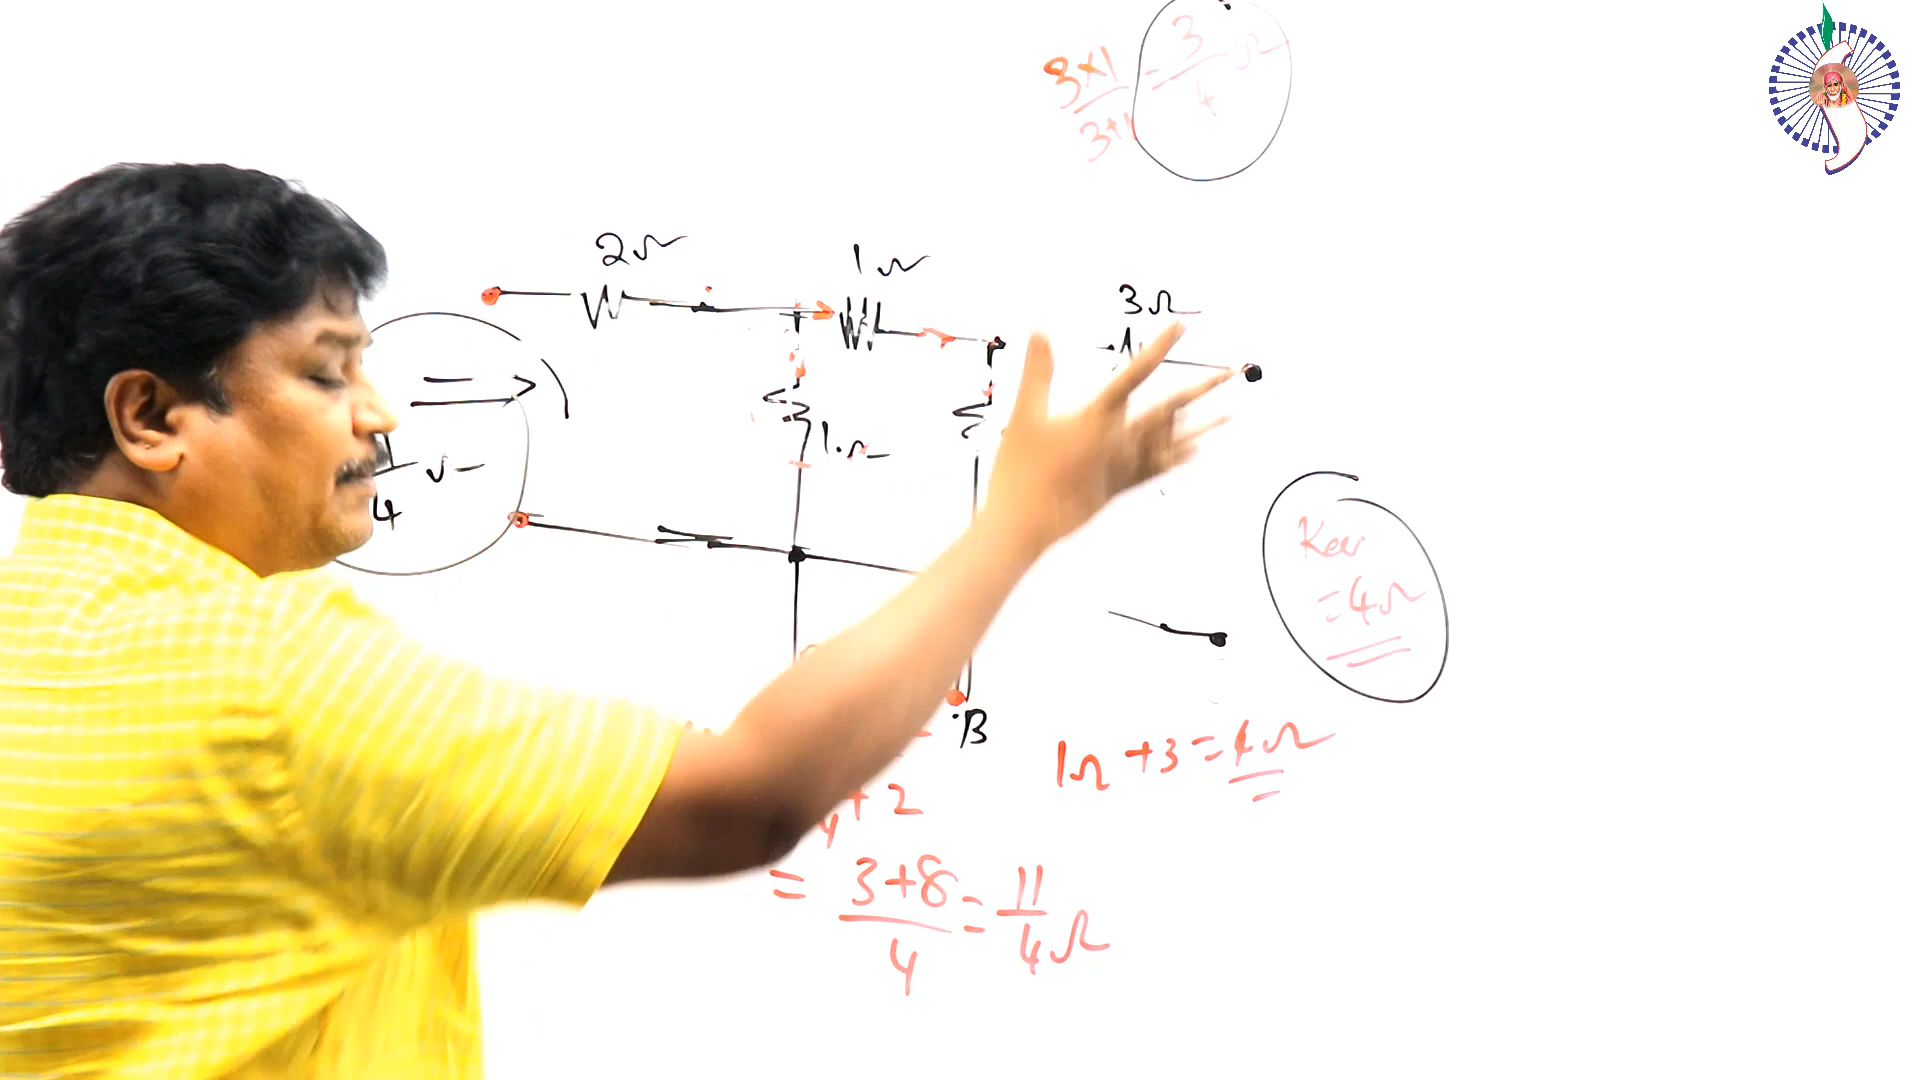 3×1/3+1 = 3/4 Ω
2Ω
1Ω
3Ω
1Ω
4
= 4Ω
B
1Ω + 3 = 4Ω
4 + 2
= 3+8/4 = 11/4 Ω